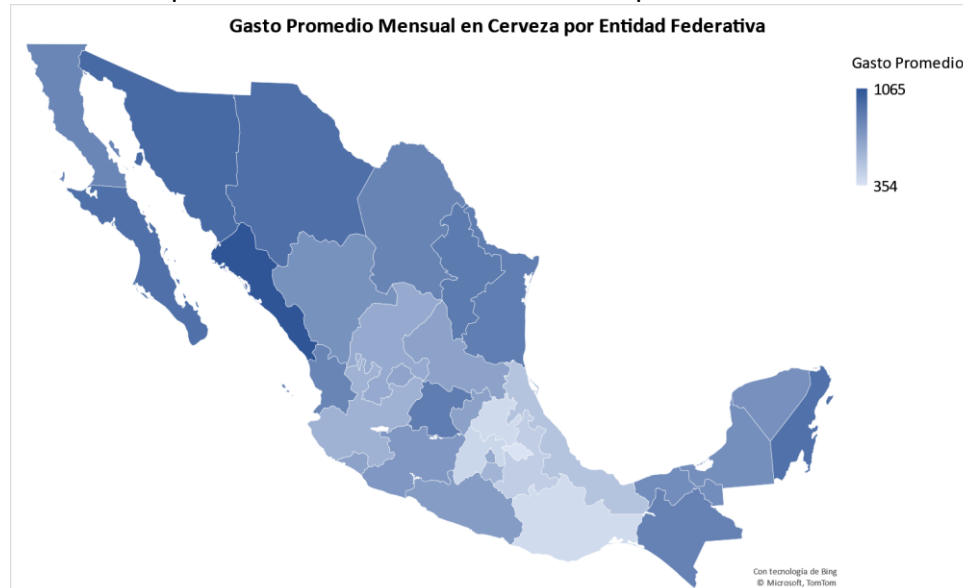 Gasto Promedio Mensual en Cerveza por Entidad Federativa
Gasto Promedio
1065
354
Con tecnología de Bing
© Microsoft, TomTom